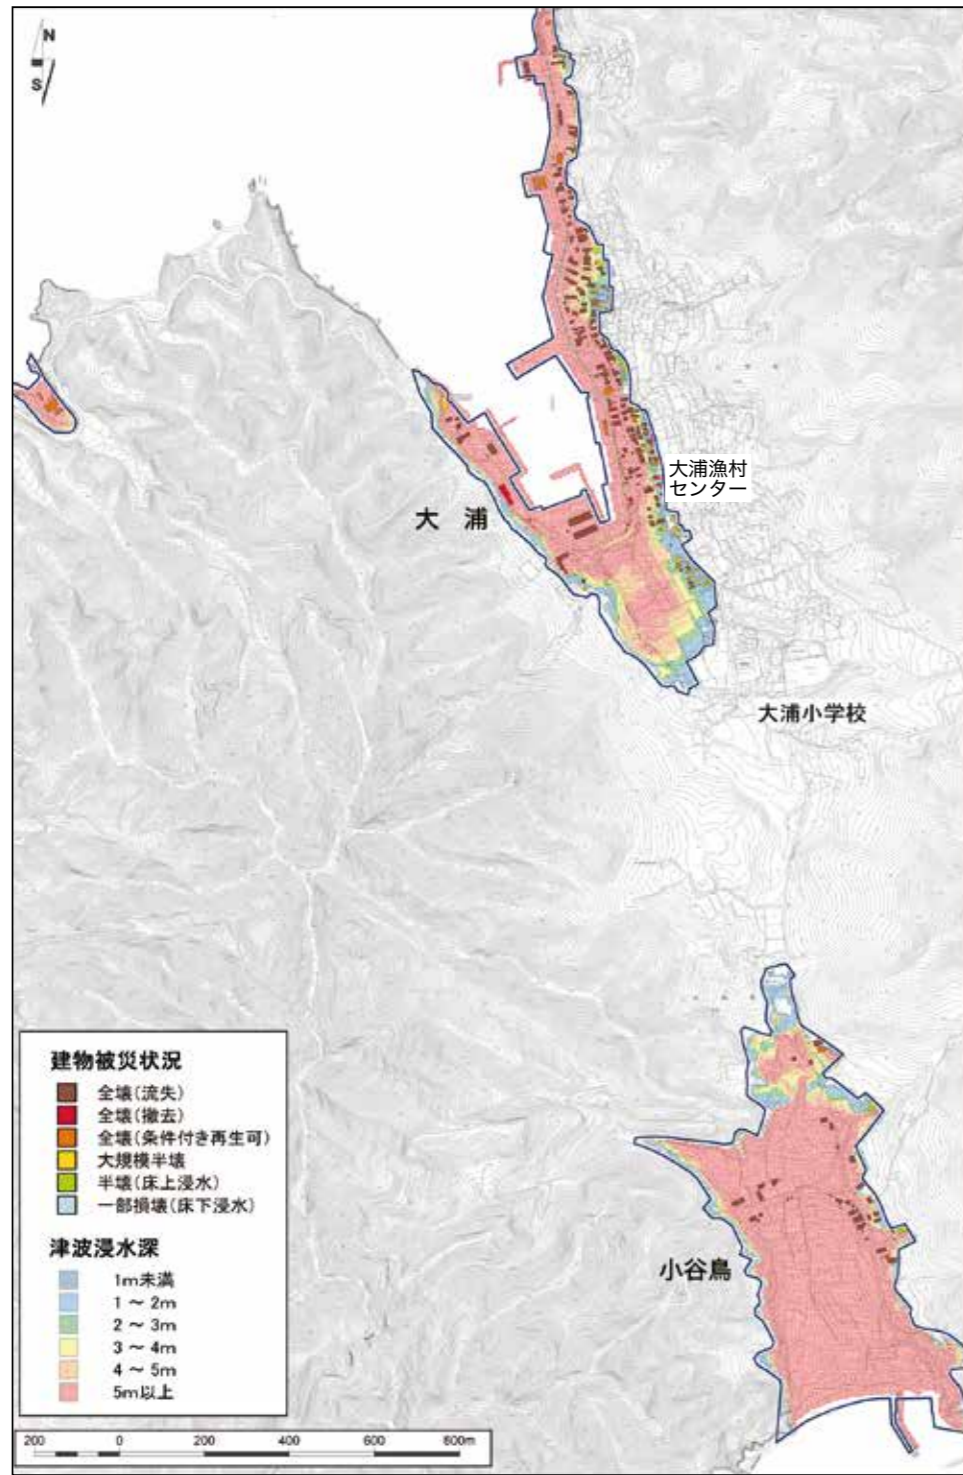 N
S
大浦漁村
センター
大 浦
大浦小学校
小谷鳥
建物被災状況
全壊(流失)
全壊(撤去)
全壊(条件付き再生可)
大規模半壊
半壊(床上浸水)
一部損壊(床下浸水)
津波浸水深
1m未満
1 ～ 2m
2 ～ 3m
3 ～ 4m
4 ～ 5m
5m以上
200 0 200 400 600 800m